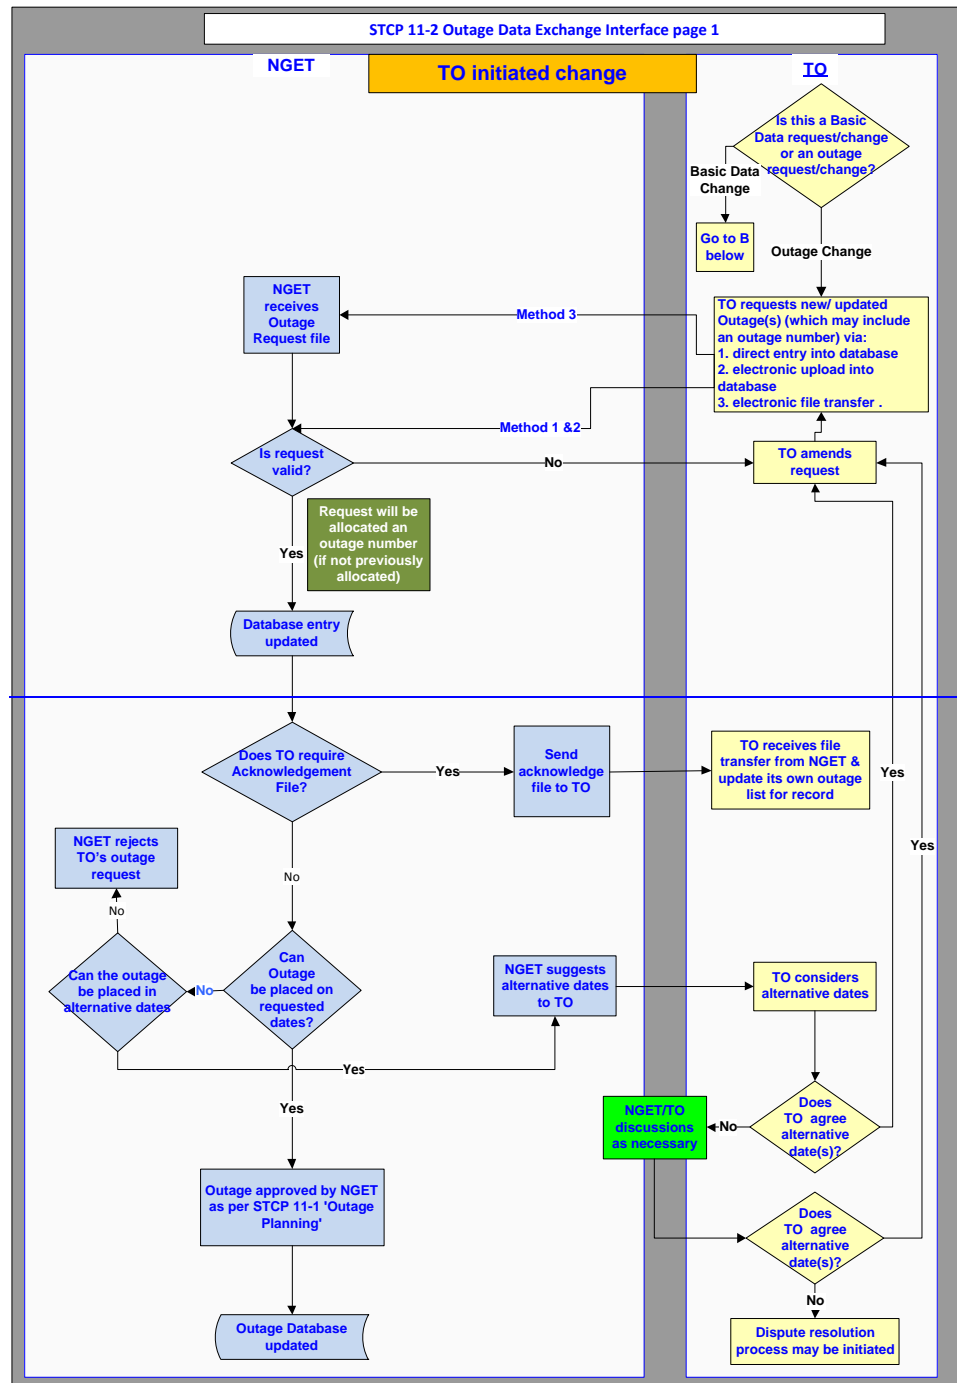 STCP 11-2 Outage Data Exchange Interface page 1
NGET
TO initiated change
TO
Is this a Basic
Data request/change
or an outage
request/change?
Basic Data
Change
Go to B
below
Outage Change
NGET
receives
Outage
Request file
Method 3
TO requests new/ updated
Outage(s) (which may include
an outage number) via:
1. direct entry into database
2. electronic upload into
database
3. electronic file transfer .
Method 1 &2
Is request
valid?
No
TO amends
request
Request will be
allocated an
outage number
(if not previously
allocated)
Yes
Database entry
updated
Does TO require
Acknowledgement
File?
Yes
Send
acknowledge
file to TO
TO receives file
transfer from NGET &
update its own outage
list for record
Yes
Yes
NGET rejects
TO's outage
request
No
No
Can the outage
be placed in
alternative dates
No
Can
Outage
be placed on
requested
dates?
NGET suggests
alternative dates
to TO
TO considers
alternative dates
Yes
Yes
NGET/TO
discussions
as necessary
No
Does
TO agree
alternative
date(s)?
Outage approved by NGET
as per STCP 11-1 'Outage
Planning'
Does
TO agree
alternative
date(s)?
No
Outage Database
updated
Dispute resolution
process may be initiated